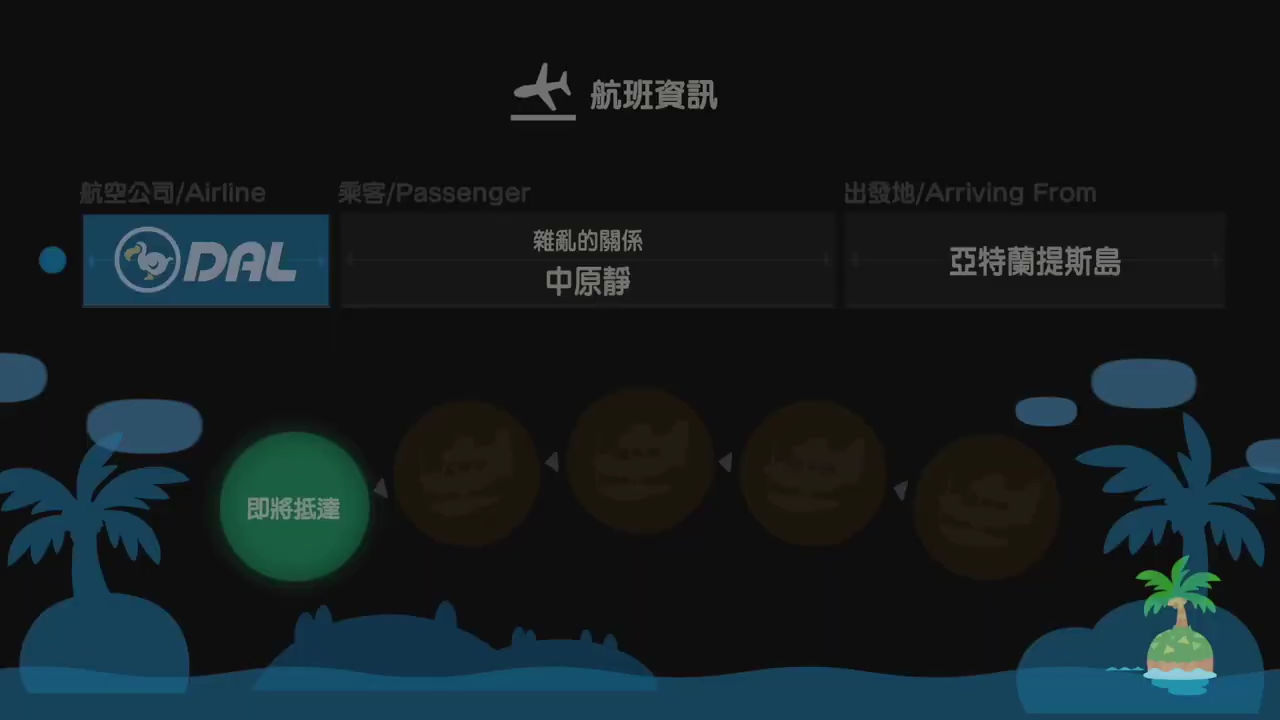 航班資訊
航空公司/Airline
乘客/Passenger
出發地/Arriving From
DAL
雜亂的關係
中原靜
亞特蘭提斯島
即將抵達